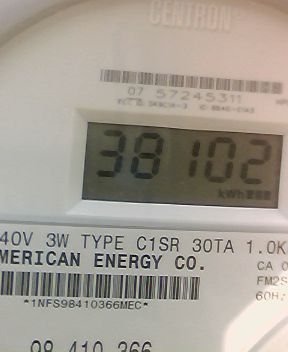 CENTRON
07 57245311
38102
kWh
40V 3W TYPE C1SR 30TA 1.0K
MERICAN ENERGY CO.
CA 0
FM2S
60H
*1NFS98410366MEC*
98 410 366